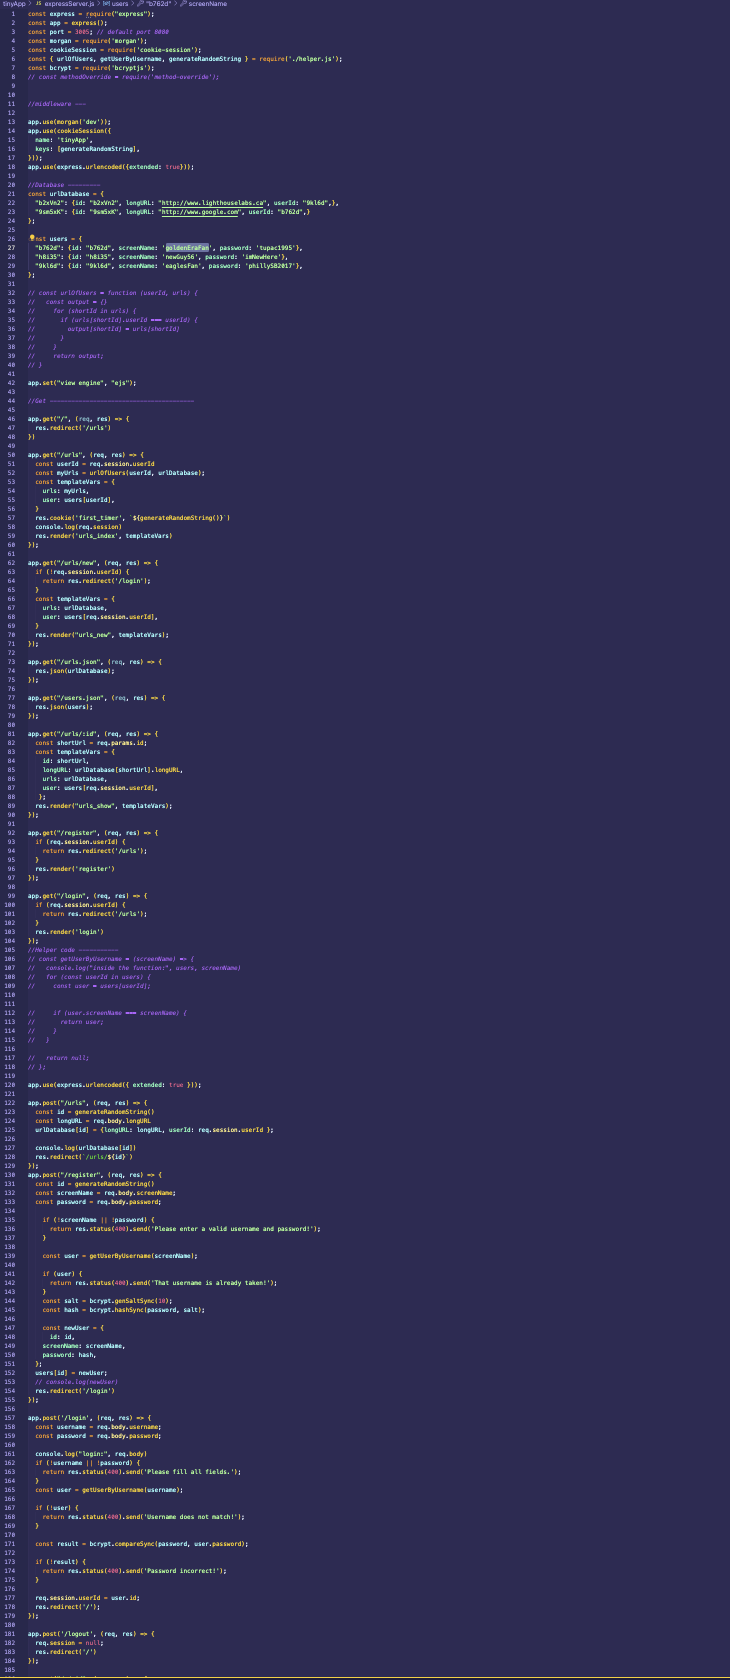 tinyApp > JS expressServer.js > users > "b762d" > screenName
1 const express = require("express");
2 const app = express();
3 const port = 3005; // default port 8080
4 const morgan = require('morgan');
5 const cookieSession = require('cookie-session');
6 const { urlOfUsers, getUserByUsername, generateRandomString } = require('./helper.js');
7 const bcrypt = require('bcryptjs');
8 // const methodOverride = require('method-override');
9
10
11 //middleware ~~~
12
13 app.use(morgan('dev'));
14 app.use(cookieSession({
15 name: 'tinyApp',
16 keys: [generateRandomString],
17 }));
18 app.use(express.urlencoded({extended: true}));
19
20 //Database ~~~~~~~~~
21 const urlDatabase = {
22 "b2xVn2": {id: "b2xVn2", longURL: "http://www.lighthouselabs.ca", userId: "9kl6d",},
23 "9sm5xK": {id: "9sm5xK", longURL: "http://www.google.com", userId: "b762d",}
24 };
25
26 nst users = {
27 "b762d": {id: "b762d", screenName: 'goldenEraFan', password: 'tupac1995'},
28 "h8i35": {id: "h8i35", screenName: 'newGuy56', password: 'imNewHere'},
29 "9kl6d": {id: "9kl6d", screenName: 'eaglesFan', password: 'phillySB2017'},
30 };
31
32 // const urlOfUsers = function (userId, urls) {
33 // const output = {}
34 // for (shortId in urls) {
35 // if (urls[shortId].userId === userId) {
36 // output[shortId] = urls[shortId]
37 // }
38 // }
39 // return output;
40 // }
41
42 app.set("view engine", "ejs");
43
44 //Get
45
46 app.get("/", (req, res) => {
47 res.redirect('/urls')
48 })
49
50 app.get("/urls", (req, res) => {
51 const userId = req.session.userId
52 const myUrls = urlOfUsers(userId, urlDatabase);
53 const templateVars = {
54 urls: myUrls,
55 user: users[userId],
56 }
57 res.cookie('first_timer', `${generateRandomString()}`)
58 console.log(req.session)
59 res.render('urls_index', templateVars)
60 });
61
62 app.get("/urls/new", (req, res) => {
63 if (!req.session.userId) {
64 return res.redirect('/login');
65 }
66 const templateVars = {
67 urls: urlDatabase,
68 user: users[req.session.userId],
69 }
70 res.render("urls_new", templateVars);
71 });
72
73 app.get("/urls.json", (req, res) => {
74 res.json(urlDatabase);
75 });
76
77 app.get("/users.json", (req, res) => {
78 res.json(users);
79 });
80
81 app.get("/urls/:id", (req, res) => {
82 const shortUrl = req.params.id;
83 const templateVars = {
84 id: shortUrl,
85 longURL: urlDatabase[shortUrl].longURL,
86 urls: urlDatabase,
87 user: users[req.session.userId],
88 };
89 res.render("urls_show", templateVars);
90 });
91
92 app.get("/register", (req, res) => {
93 if (req.session.userId) {
94 return res.redirect('/urls');
95 }
96 res.render('register')
97 });
98
99 app.get("/login", (req, res) => {
100 if (req.session.userId) {
101 return res.redirect('/urls');
102 }
103 res.render('login')
104 });
105 //Helper code ~~~~~~~~~~~
106 // const getUserByUsername = (screenName) => {
107 // console.log("inside the function:", users, screenName)
108 // for (const userId in users) {
109 // const user = users[userId];
110
111
112 // if (user.screenName === screenName) {
113 // return user;
114 // }
115 // }
116
117 // return null;
118 // };
119
120 app.use(express.urlencoded({ extended: true }));
121
122 app.post("/urls", (req, res) => {
123 const id = generateRandomString()
124 const longURL = req.body.longURL
125 urlDatabase[id] = {longURL: longURL, userId: req.session.userId };
126
127 console.log(urlDatabase[id])
128 res.redirect(`/urls/${id}`)
129 });
130 app.post("/register", (req, res) => {
131 const id = generateRandomString()
132 const screenName = req.body.screenName;
133 const password = req.body.password;
134
135 if (!screenName || !password) {
136 return res.status(400).send('Please enter a valid username and password!');
137 }
138
139 const user = getUserByUsername(screenName);
140
141 if (user) {
142 return res.status(400).send('That username is already taken!');
143 }
144 const salt = bcrypt.genSaltSync(10);
145 const hash = bcrypt.hashSync(password, salt);
146
147 const newUser = {
148 id: id,
149 screenName: screenName,
150 password: hash,
151 };
152 users[id] = newUser;
153 // console.log(newUser)
154 res.redirect('/login')
155 });
156
157 app.post('/login', (req, res) => {
158 const username = req.body.username;
159 const password = req.body.password;
160
161 console.log("login:", req.body)
162 if (!username || !password) {
163 return res.status(400).send('Please fill all fields.');
164 }
165 const user = getUserByUsername(username);
166
167 if (!user) {
168 return res.status(400).send('Username does not match!');
169 }
170
171 const result = bcrypt.compareSync(password, user.password);
172
173 if (!result) {
174 return res.status(400).send('Password incorrect!');
175 }
176
177 req.session.userId = user.id;
178 res.redirect('/');
179 });
180
181 app.post('/logout', (req, res) => {
182 req.session = null;
183 res.redirect('/')
184 });
185